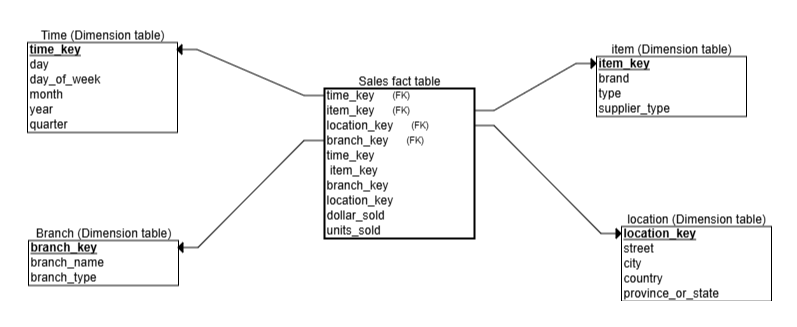 Time (Dimension table)
time_key
day
day_of_week
month
year
quarter
Sales fact table
time_key (FK)
item_key (FK)
location_key (FK)
branch_key (FK)
time_key
item_key
branch_key
location_key
dollar_sold
units_sold
item (Dimension table)
item_key
brand
type
supplier_type
Branch (Dimension table)
branch_key
branch_name
branch_type
location (Dimension table)
location_key
street
city
country
province_or_state